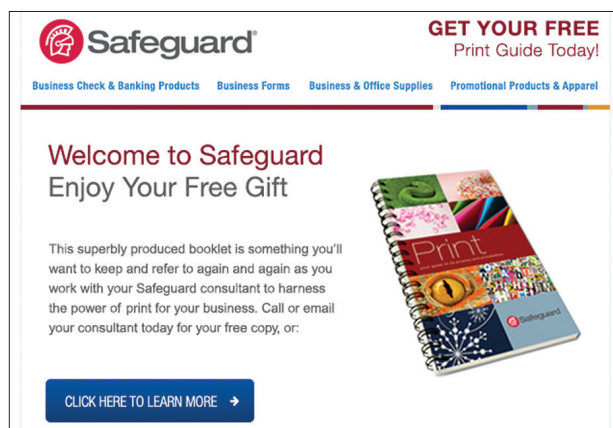 Safeguard®
GET YOUR FREE
Print Guide Today!
Business Check & Banking Products Business Forms Business & Office Supplies Promotional Products & Apparel
Welcome to Safeguard
Enjoy Your Free Gift
This superbly produced booklet is something you'll
want to keep and refer to again and again as you
work with your Safeguard consultant to harness
the power of print for your business. Call or email
your consultant today for your free copy, or:
Print
Safeguard
CLICK HERE TO LEARN MORE →